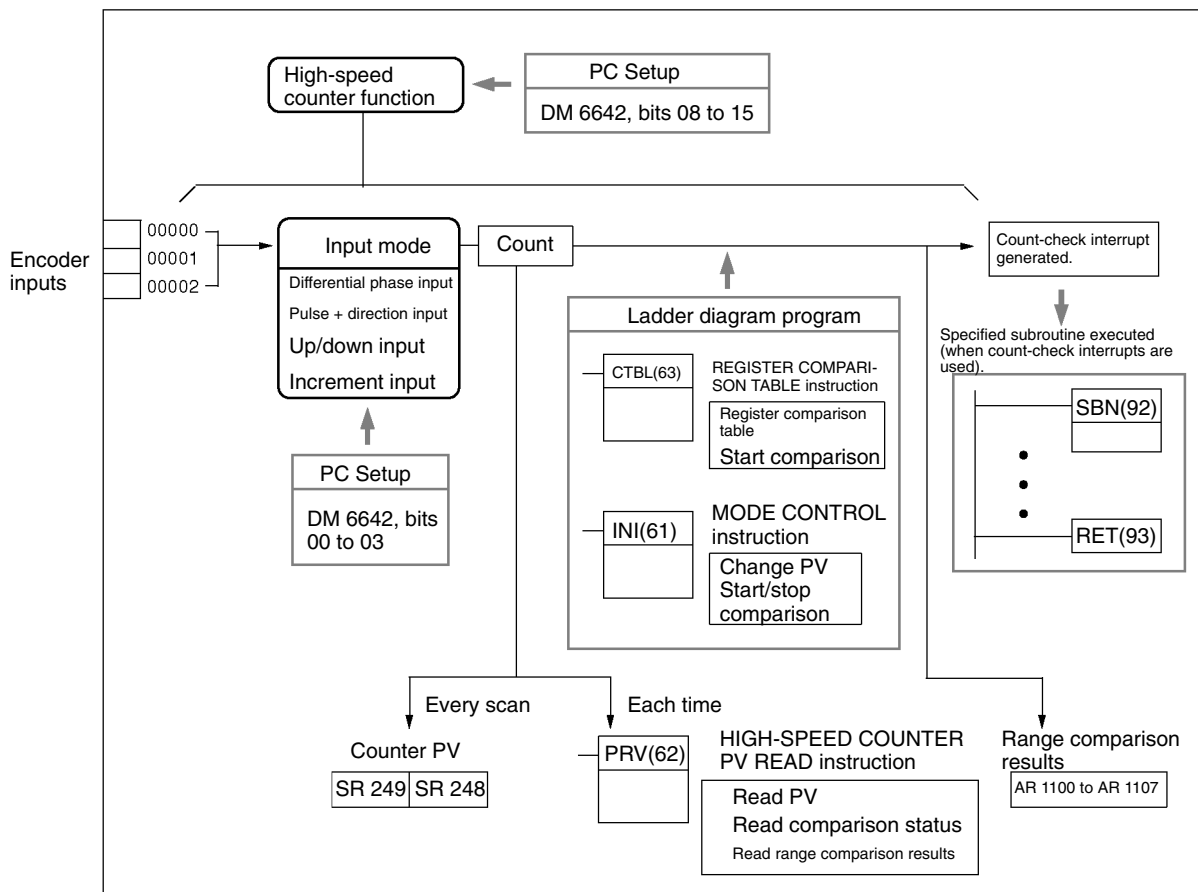 High-speed
counter function
PC Setup
DM 6642, bits 08 to 15
Encoder
inputs
00000
00001
00002
Input mode
Differential phase input
Pulse + direction input
Up/down input
Increment input
Count
Count-check interrupt
generated.
PC Setup
DM 6642, bits
00 to 03
Ladder diagram program
CTBL(63)
REGISTER COMPARI-
SON TABLE instruction
Register comparison
table
Start comparison
INI(61)
MODE CONTROL
instruction
Change PV
Start/stop
comparison
Specified subroutine executed
(when count-check interrupts are
used).
SBN(92)
RET(93)
Every scan
Counter PV
SR 249 SR 248
Each time
PRV(62)
HIGH-SPEED COUNTER
PV READ instruction
Read PV
Read comparison status
Read range comparison results
Range comparison
results
AR 1100 to AR 1107